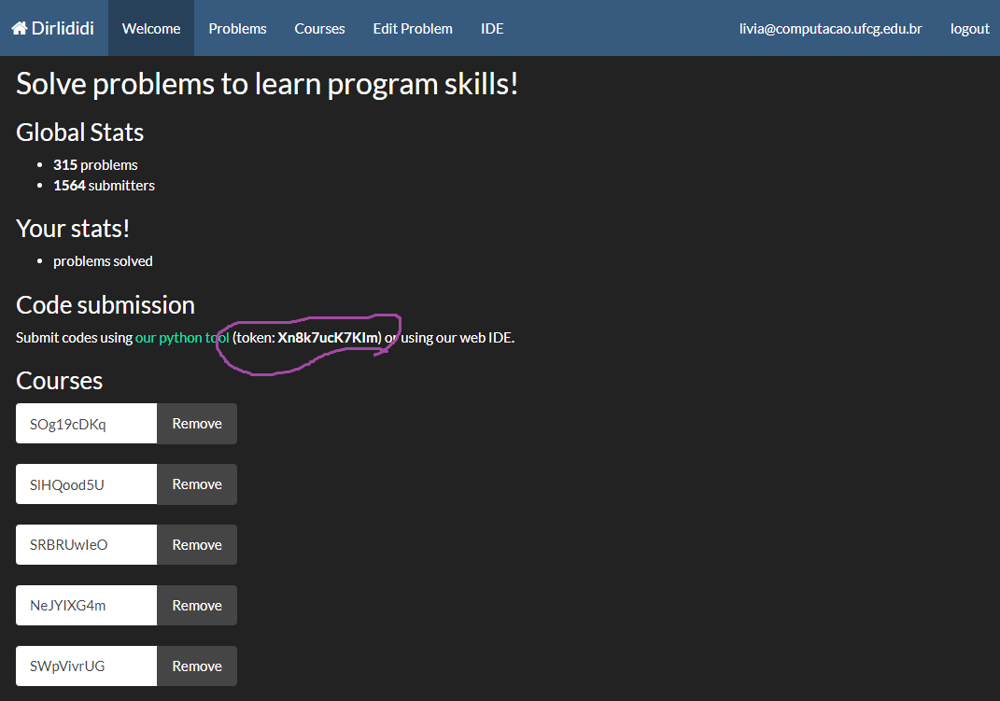 Dirlididi Welcome Problems Courses Edit Problem IDE livia@computacao.ufcg.edu.br logout
Solve problems to learn program skills!
Global Stats
315 problems
1564 submitters
Your stats!
problems solved
Code submission
Submit codes using our python tool (token: Xn8k7ucK7KIm) or using our web IDE.
Courses
SOg19cDKq Remove
SlHQood5U Remove
SRBRUwIeO Remove
NeJYIXG4m Remove
SWpVivrUG Remove